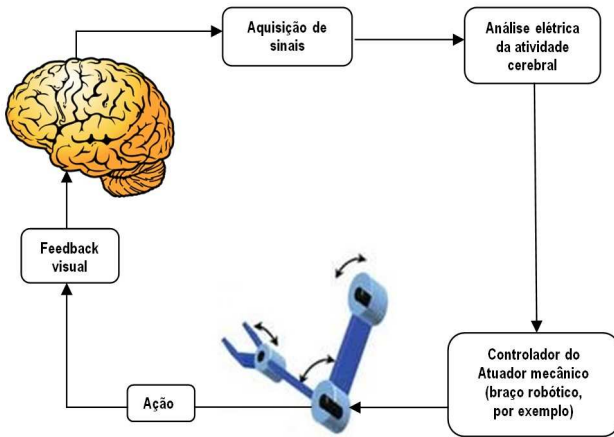 Aquisição de
sinais
Análise elétrica
da atividade
cerebral
Feedback
visual
Controlador do
Atuador mecânico
(braço robótico,
por exemplo)
Ação